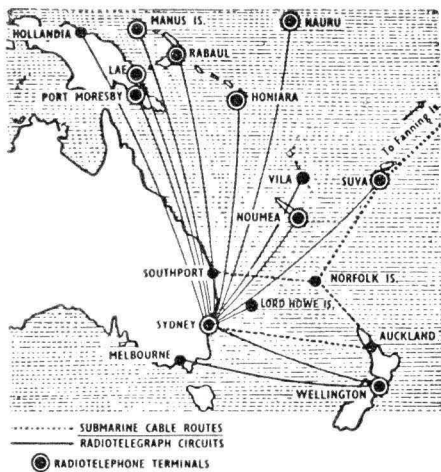 MANUS IS.
NAURU
HOLLANDIA
RABAUL
LAE
PORT MORESBY
HONIARA
To Fanning Is.
VILA
SUVA
NOUMEA
SOUTHPORT
NORFOLK IS.
LORD HOWE IS.
SYDNEY
AUCKLAND
MELBOURNE
WELLINGTON
SUBMARINE CABLE ROUTES
RADIOTELEGRAPH CIRCUITS
RADIOTELEPHONE TERMINALS